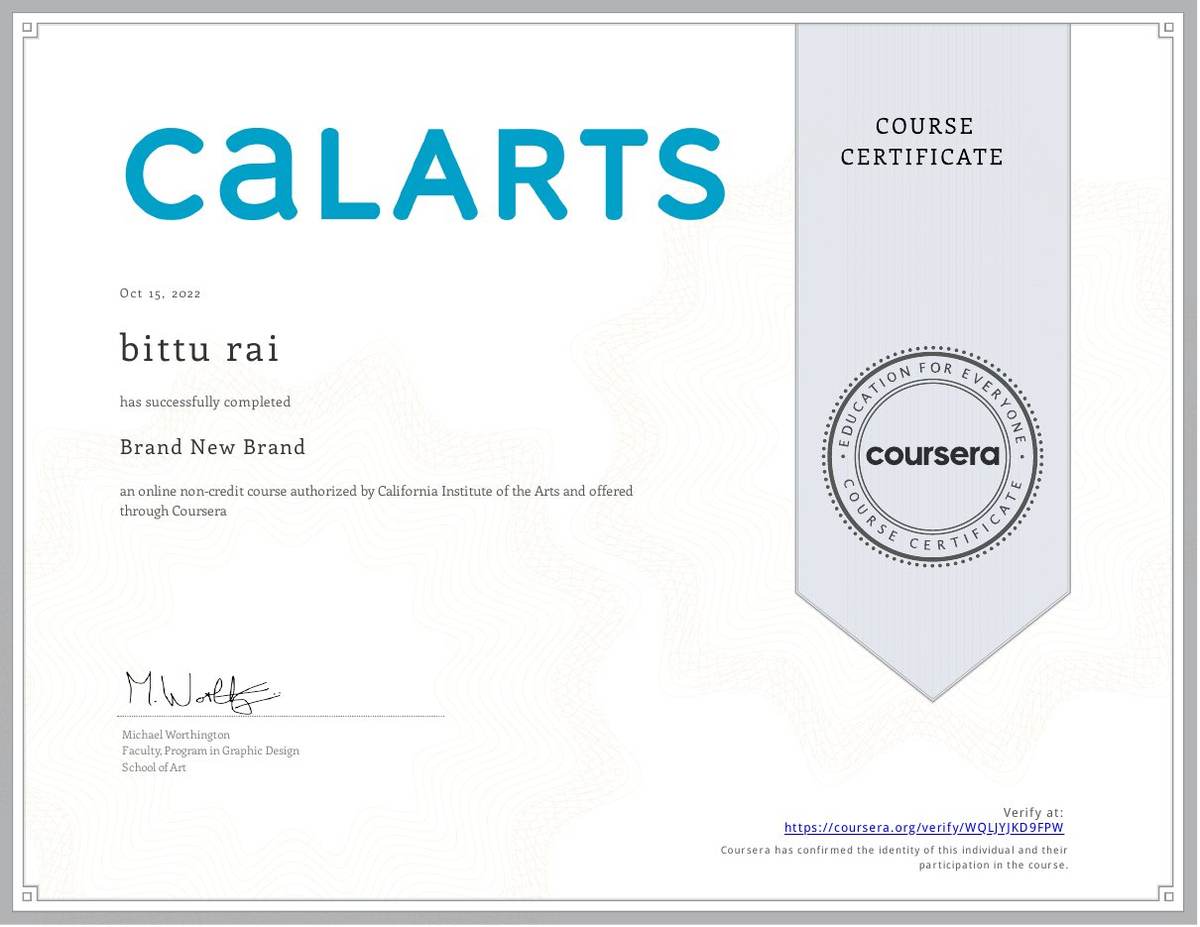 CALARTS
COURSE
CERTIFICATE
Oct 15, 2022
bittu rai
has successfully completed
Brand New Brand
an online non-credit course authorized by California Institute of the Arts and offered
through Coursera
EDUCATION FOR EVERYONE
coursera
COURSE CERTIFICATE
M. Worthington
Michael Worthington
Faculty, Program in Graphic Design
School of Art
Verify at:
https://coursera.org/verify/WQLJYJKD9FPW
Coursera has confirmed the identity of this individual and their
participation in the course.